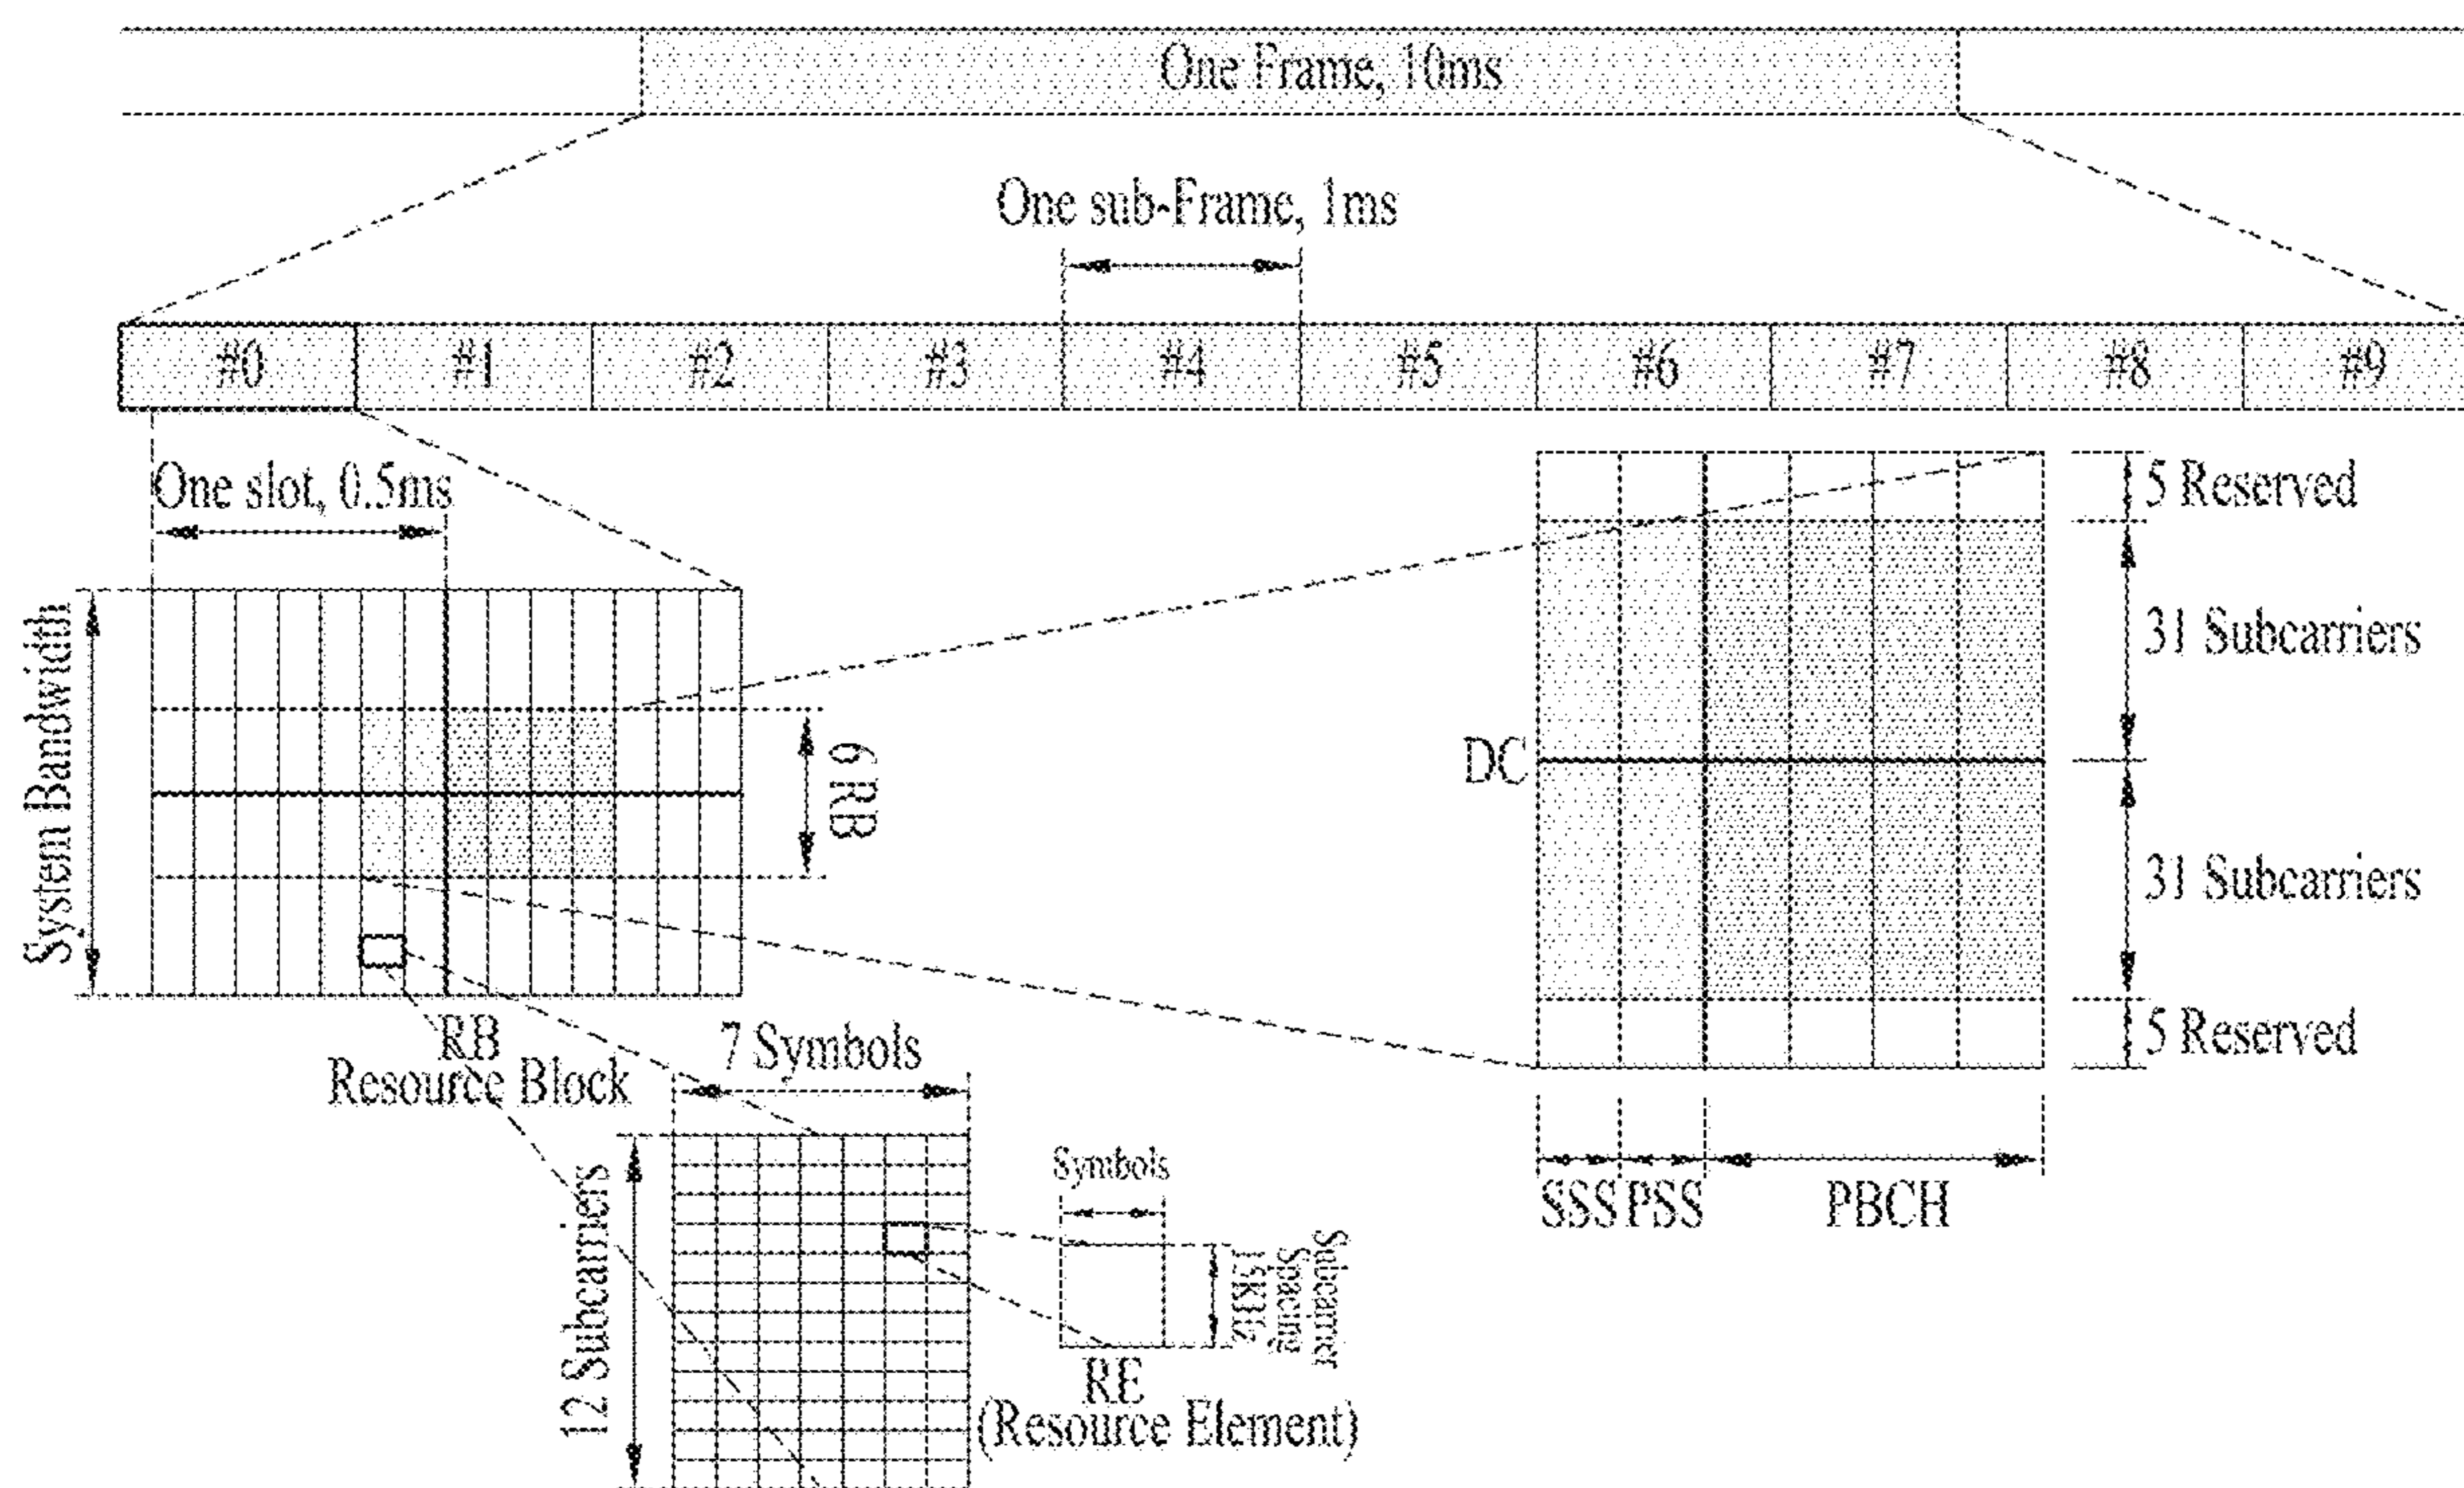 One Frame, 10ms
One sub-Frame, 1ms
#0 #1 #2 #3 #4 #5 #6 #7 #8 #9
One slot, 0.5ms
System Bandwidth
6 RB
5 Reserved
31 Subcarriers
DC
31 Subcarriers
5 Reserved
SSS PSS PBCH
RB
Resource Block
7 Symbols
12 Subcarriers
Symbols
Subcarrier
Spacing
15KHz
RE
(Resource Element)